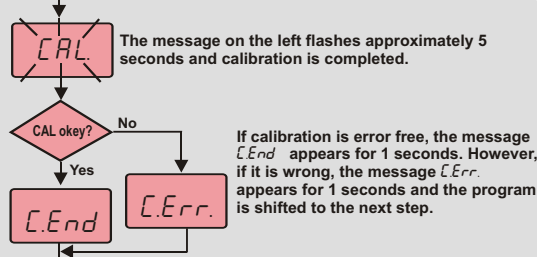 CAL.
The message on the left flashes approximately 5
seconds and calibration is completed.
CAL okey?
No
Yes
If calibration is error free, the message
C.End appears for 1 seconds. However,
if it is wrong, the message C.Err.
appears for 1 seconds and the program
is shifted to the next step.
C.End
C.Err.